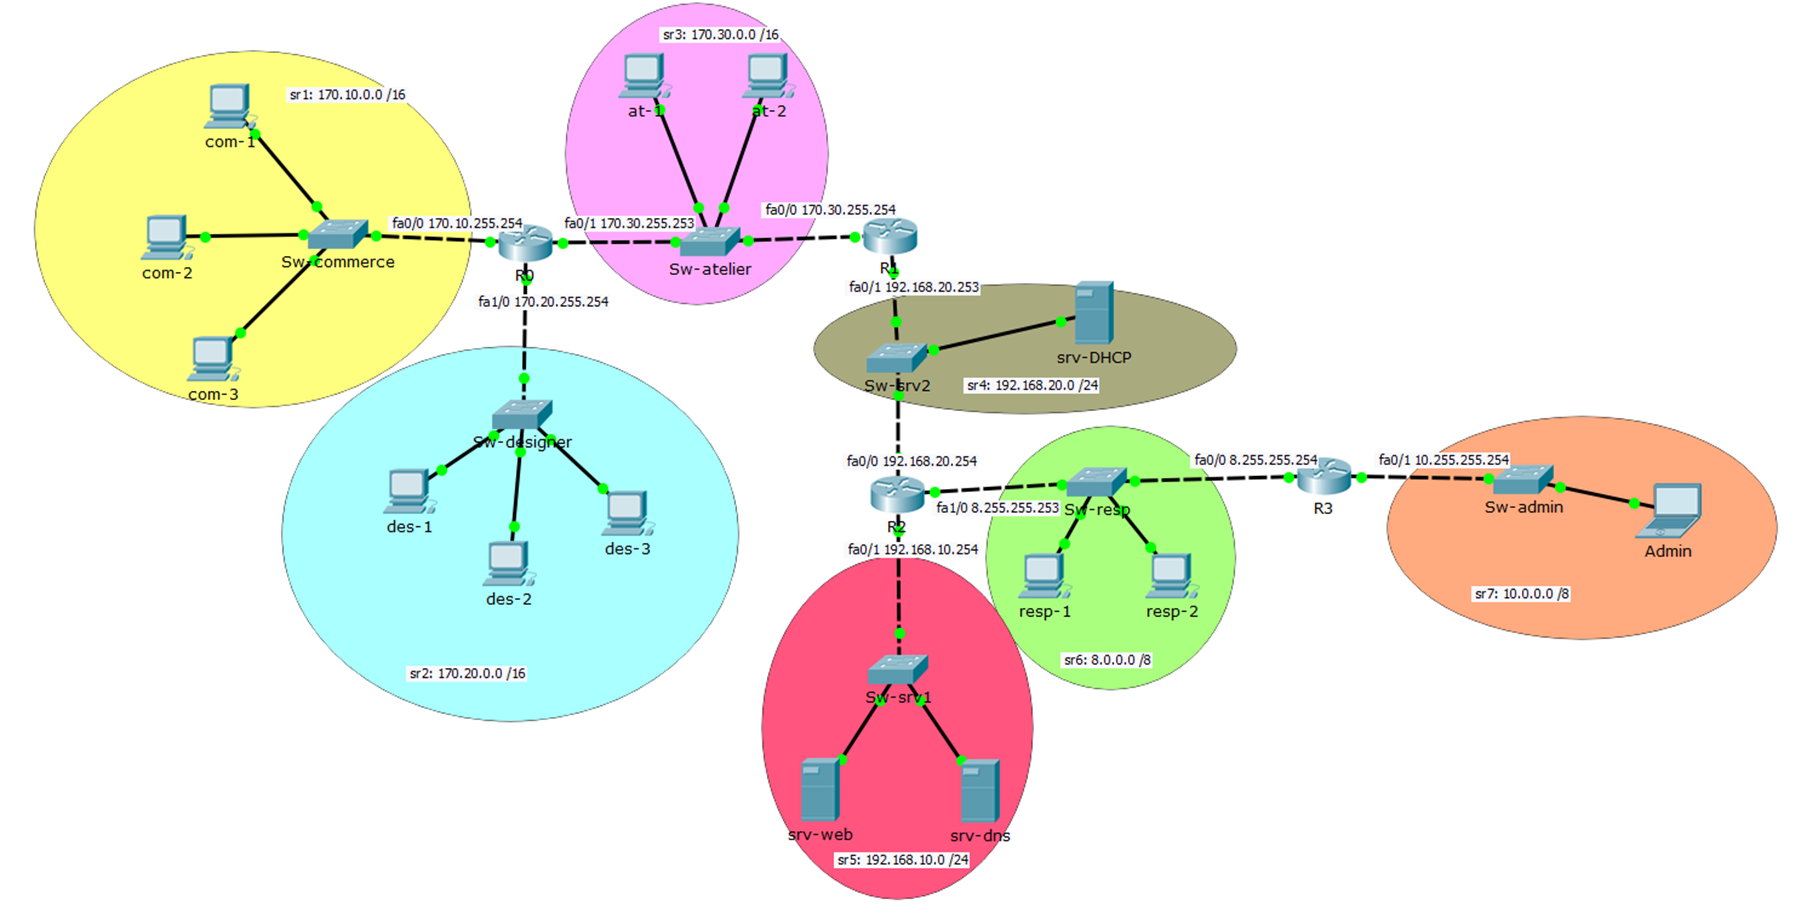 sr3: 170.30.0.0 /16
sr1: 170.10.0.0 /16
at-1
at-2
com-1
fa0/0 170.10.255.254
fa0/1 170.30.255.253
fa0/0 170.30.255.254
com-2
Sw-commerce
R0
Sw-atelier
R1
fa0/1 192.168.20.253
fa1/0 170.20.255.254
com-3
srv-DHCP
Sw-srv2
sr4: 192.168.20.0 /24
Sw-designer
des-1
des-2
des-3
sr2: 170.20.0.0 /16
fa0/0 192.168.20.254
R2
fa1/0 8.255.255.253
Sw-resp
fa0/0 8.255.255.254
R3
fa0/1 10.255.255.254
Sw-admin
Admin
fa0/1 192.168.10.254
resp-1
resp-2
sr7: 10.0.0.0 /8
sr6: 8.0.0.0 /8
Sw-srv1
srv-web
srv-dns
sr5: 192.168.10.0 /24